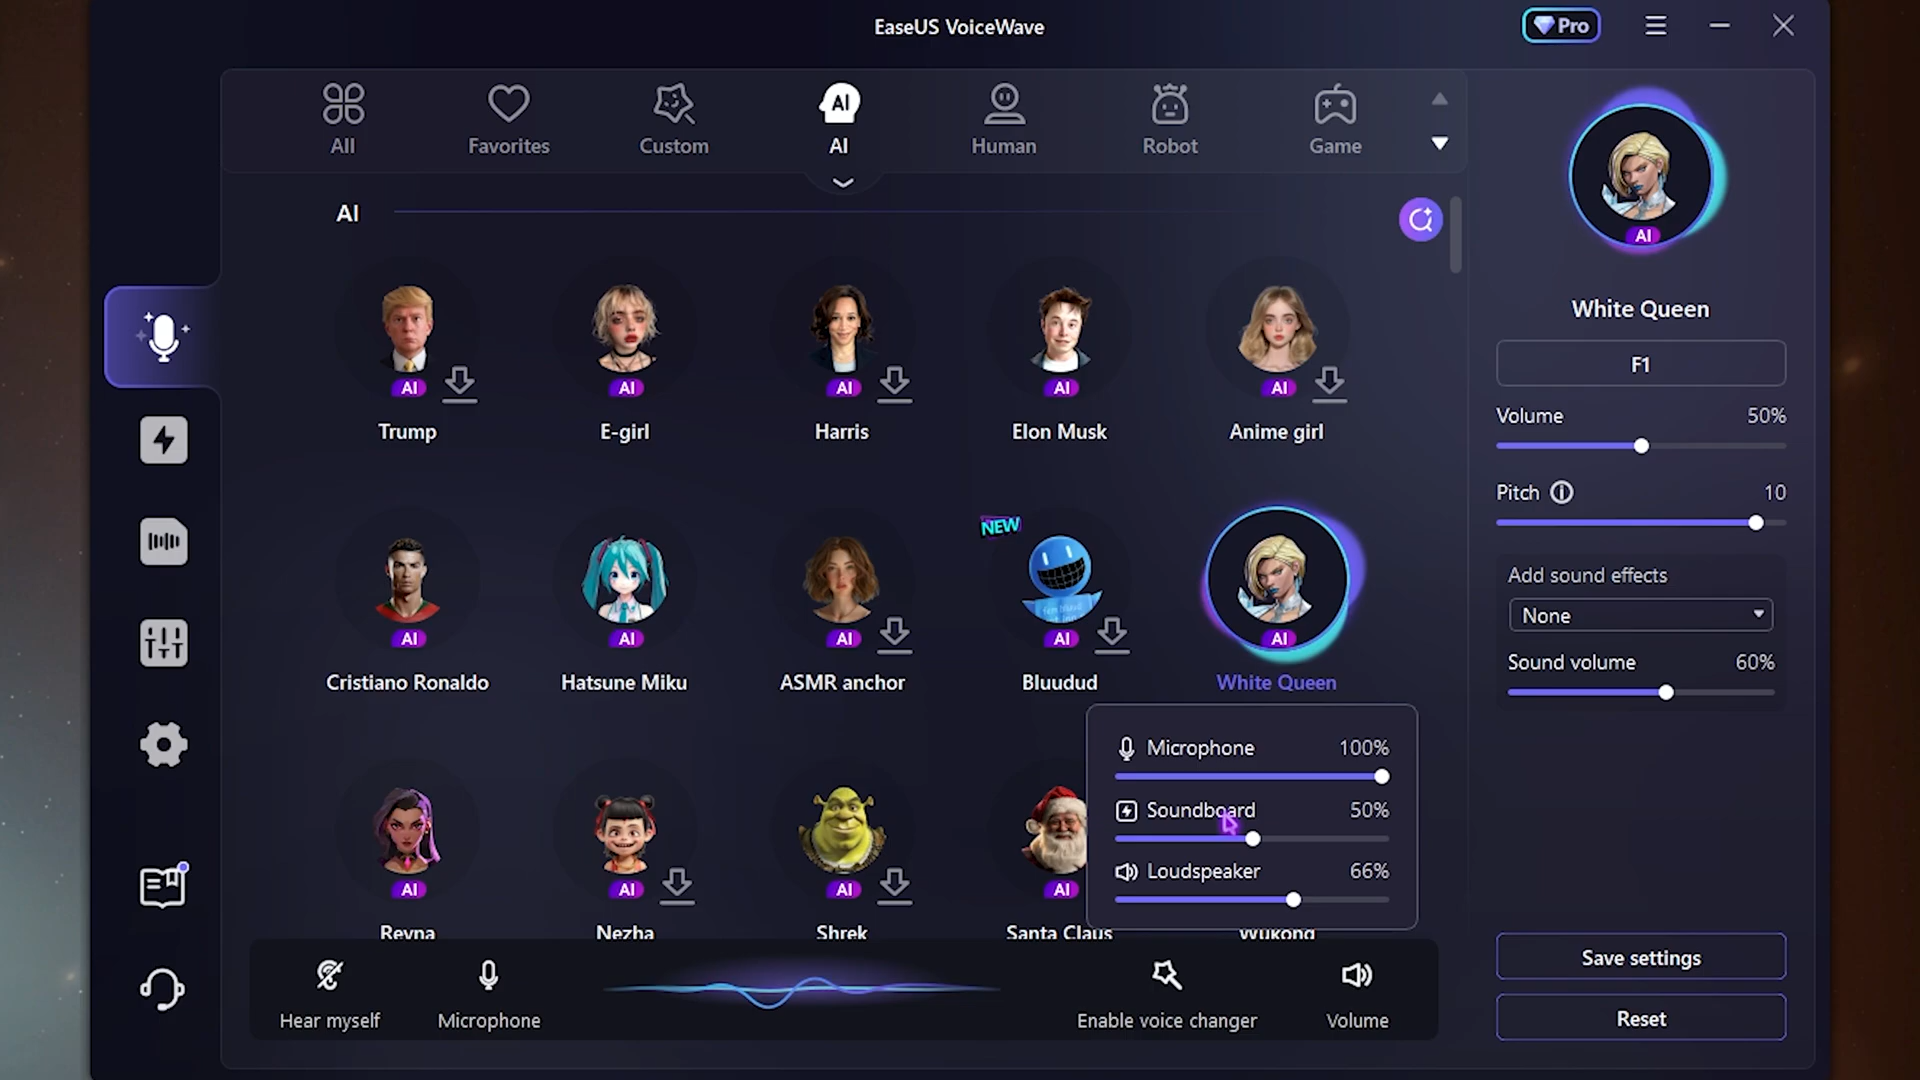 EaseUS VoiceWave
Pro
All
Favorites
Custom
AI
AI
Human
Robot
Game
AI
AI
Trump
AI
E-girl
AI
Harris
AI
Elon Musk
AI
Anime girl
AI
Cristiano Ronaldo
AI
Hatsune Miku
AI
ASMR anchor
NEW
AI
Bluudud
AI
White Queen
AI
Reyna
AI
Nezha
AI
Shrek
AI
Santa Claus
Wukong
Microphone 100%
Soundboard 50%
Loudspeaker 66%
Hear myself
Microphone
Enable voice changer
Volume
AI
White Queen
F1
Volume 50%
Pitch 10
Add sound effects
None
Sound volume 60%
Save settings
Reset